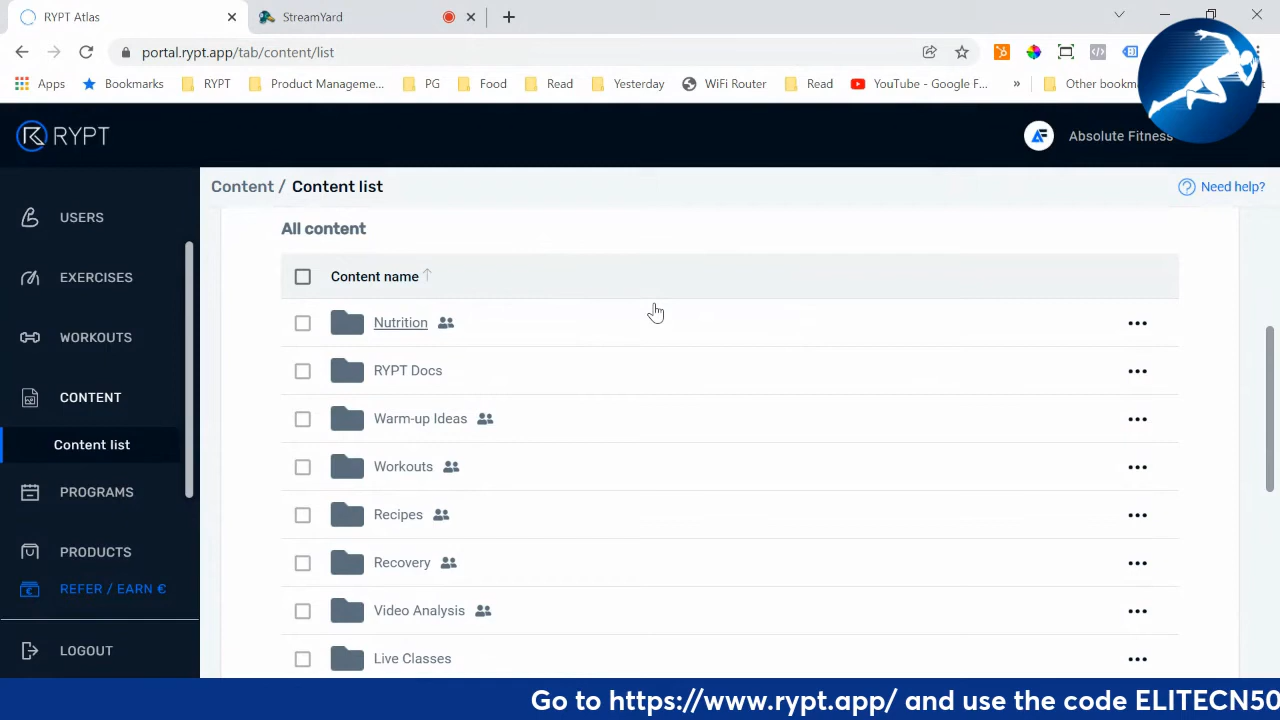 RYPT Atlas
StreamYard
portal.rypt.app/tab/content/list
Apps
Bookmarks
RYPT
Product Manageme...
PG
Food
Read
Yesterday
WiFi Router
Read
YouTube - Google F...
»
RYPT
Absolute Fitness
USERS
EXERCISES
WORKOUTS
CONTENT
Content list
PROGRAMS
PRODUCTS
REFER / EARN €
LOGOUT
Content / Content list
Need help?
All content
Content name
Nutrition
RYPT Docs
Warm-up Ideas
Workouts
Recipes
Recovery
Video Analysis
Live Classes
Go to https://www.rypt.app/ and use the code ELITECN50